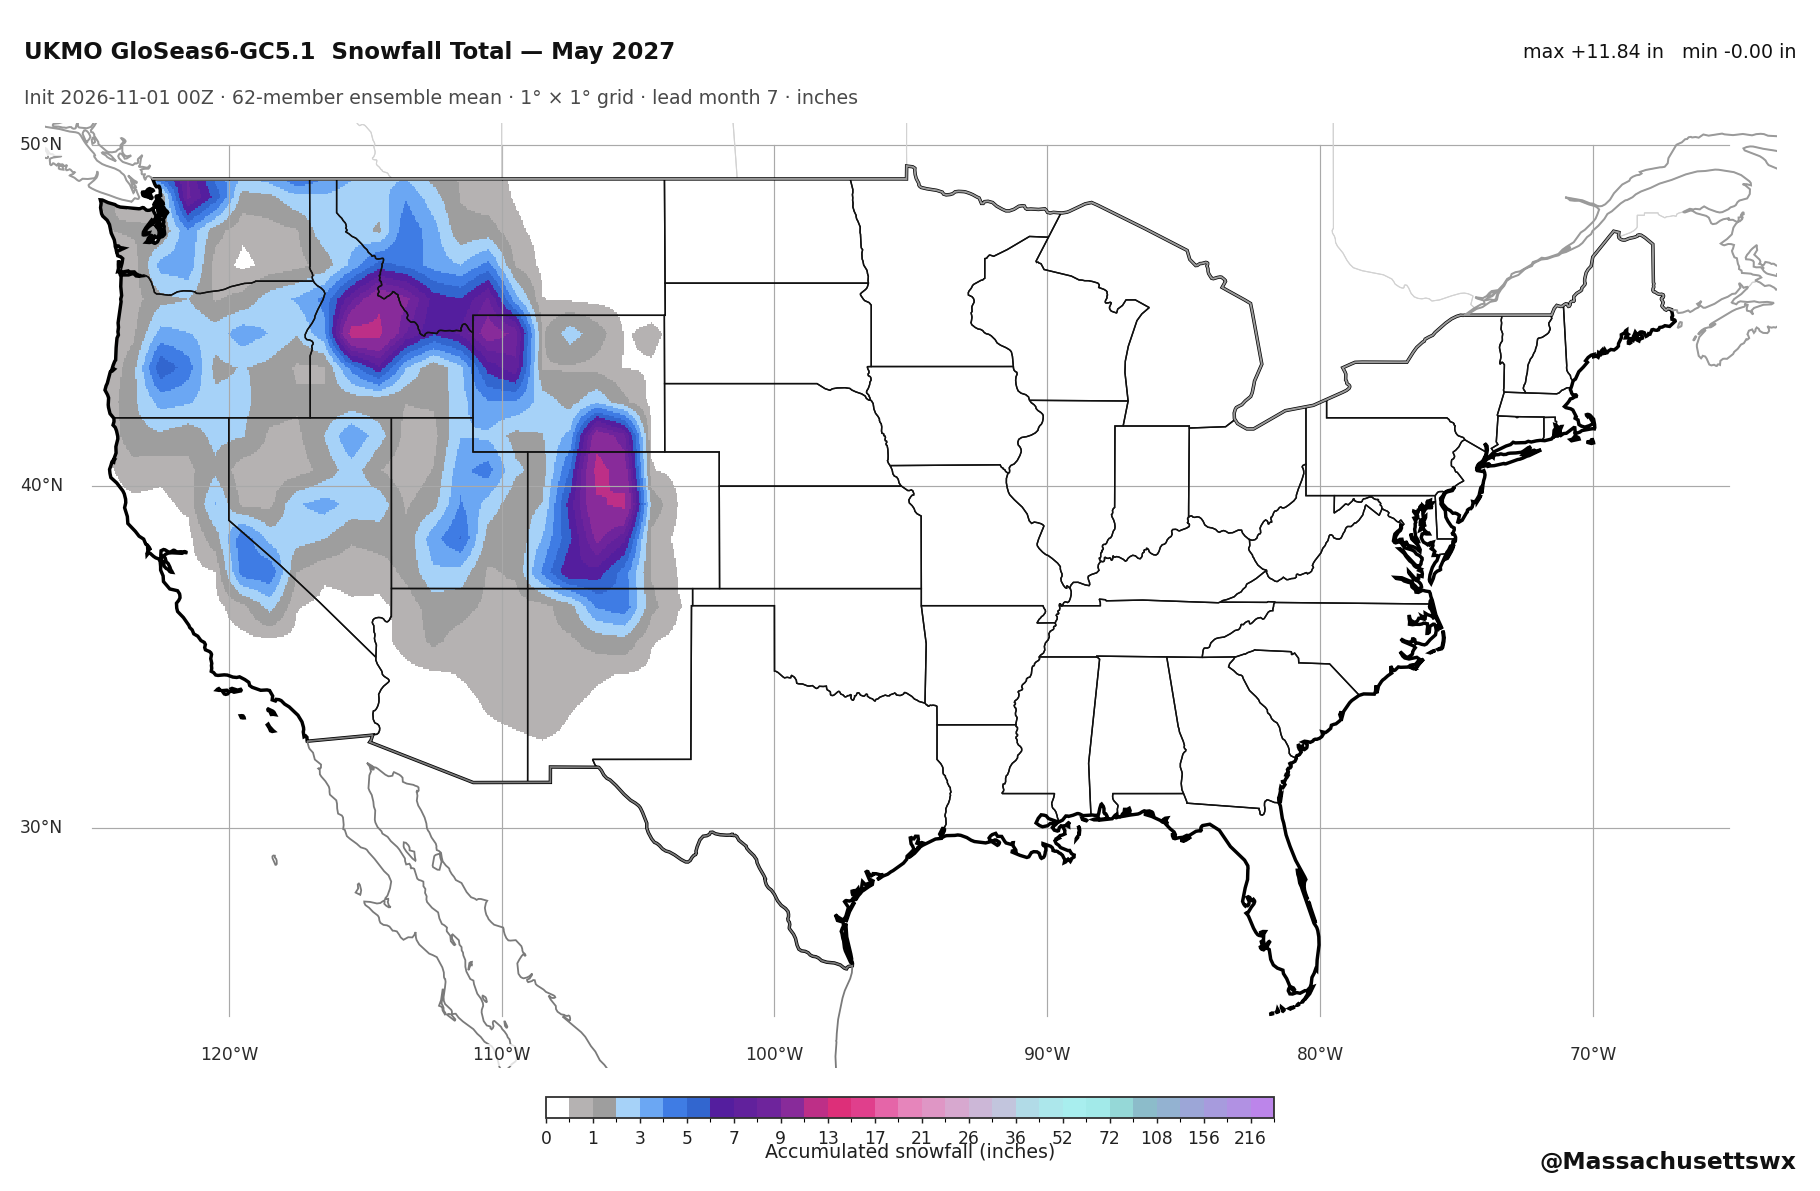 UKMO GloSeas6-GC5.1 Snowfall Total — May 2027
max +11.84 in min -0.00 in
Init 2026-11-01 00Z · 62-member ensemble mean · 1° × 1° grid · lead month 7 · inches
50°N
40°N
30°N
120°W 110°W 100°W 90°W 80°W 70°W
0 1 3 5 7 9 13 17 21 26 36 52 72 108 156 216
Accumulated snowfall (inches)
@Massachusettswx